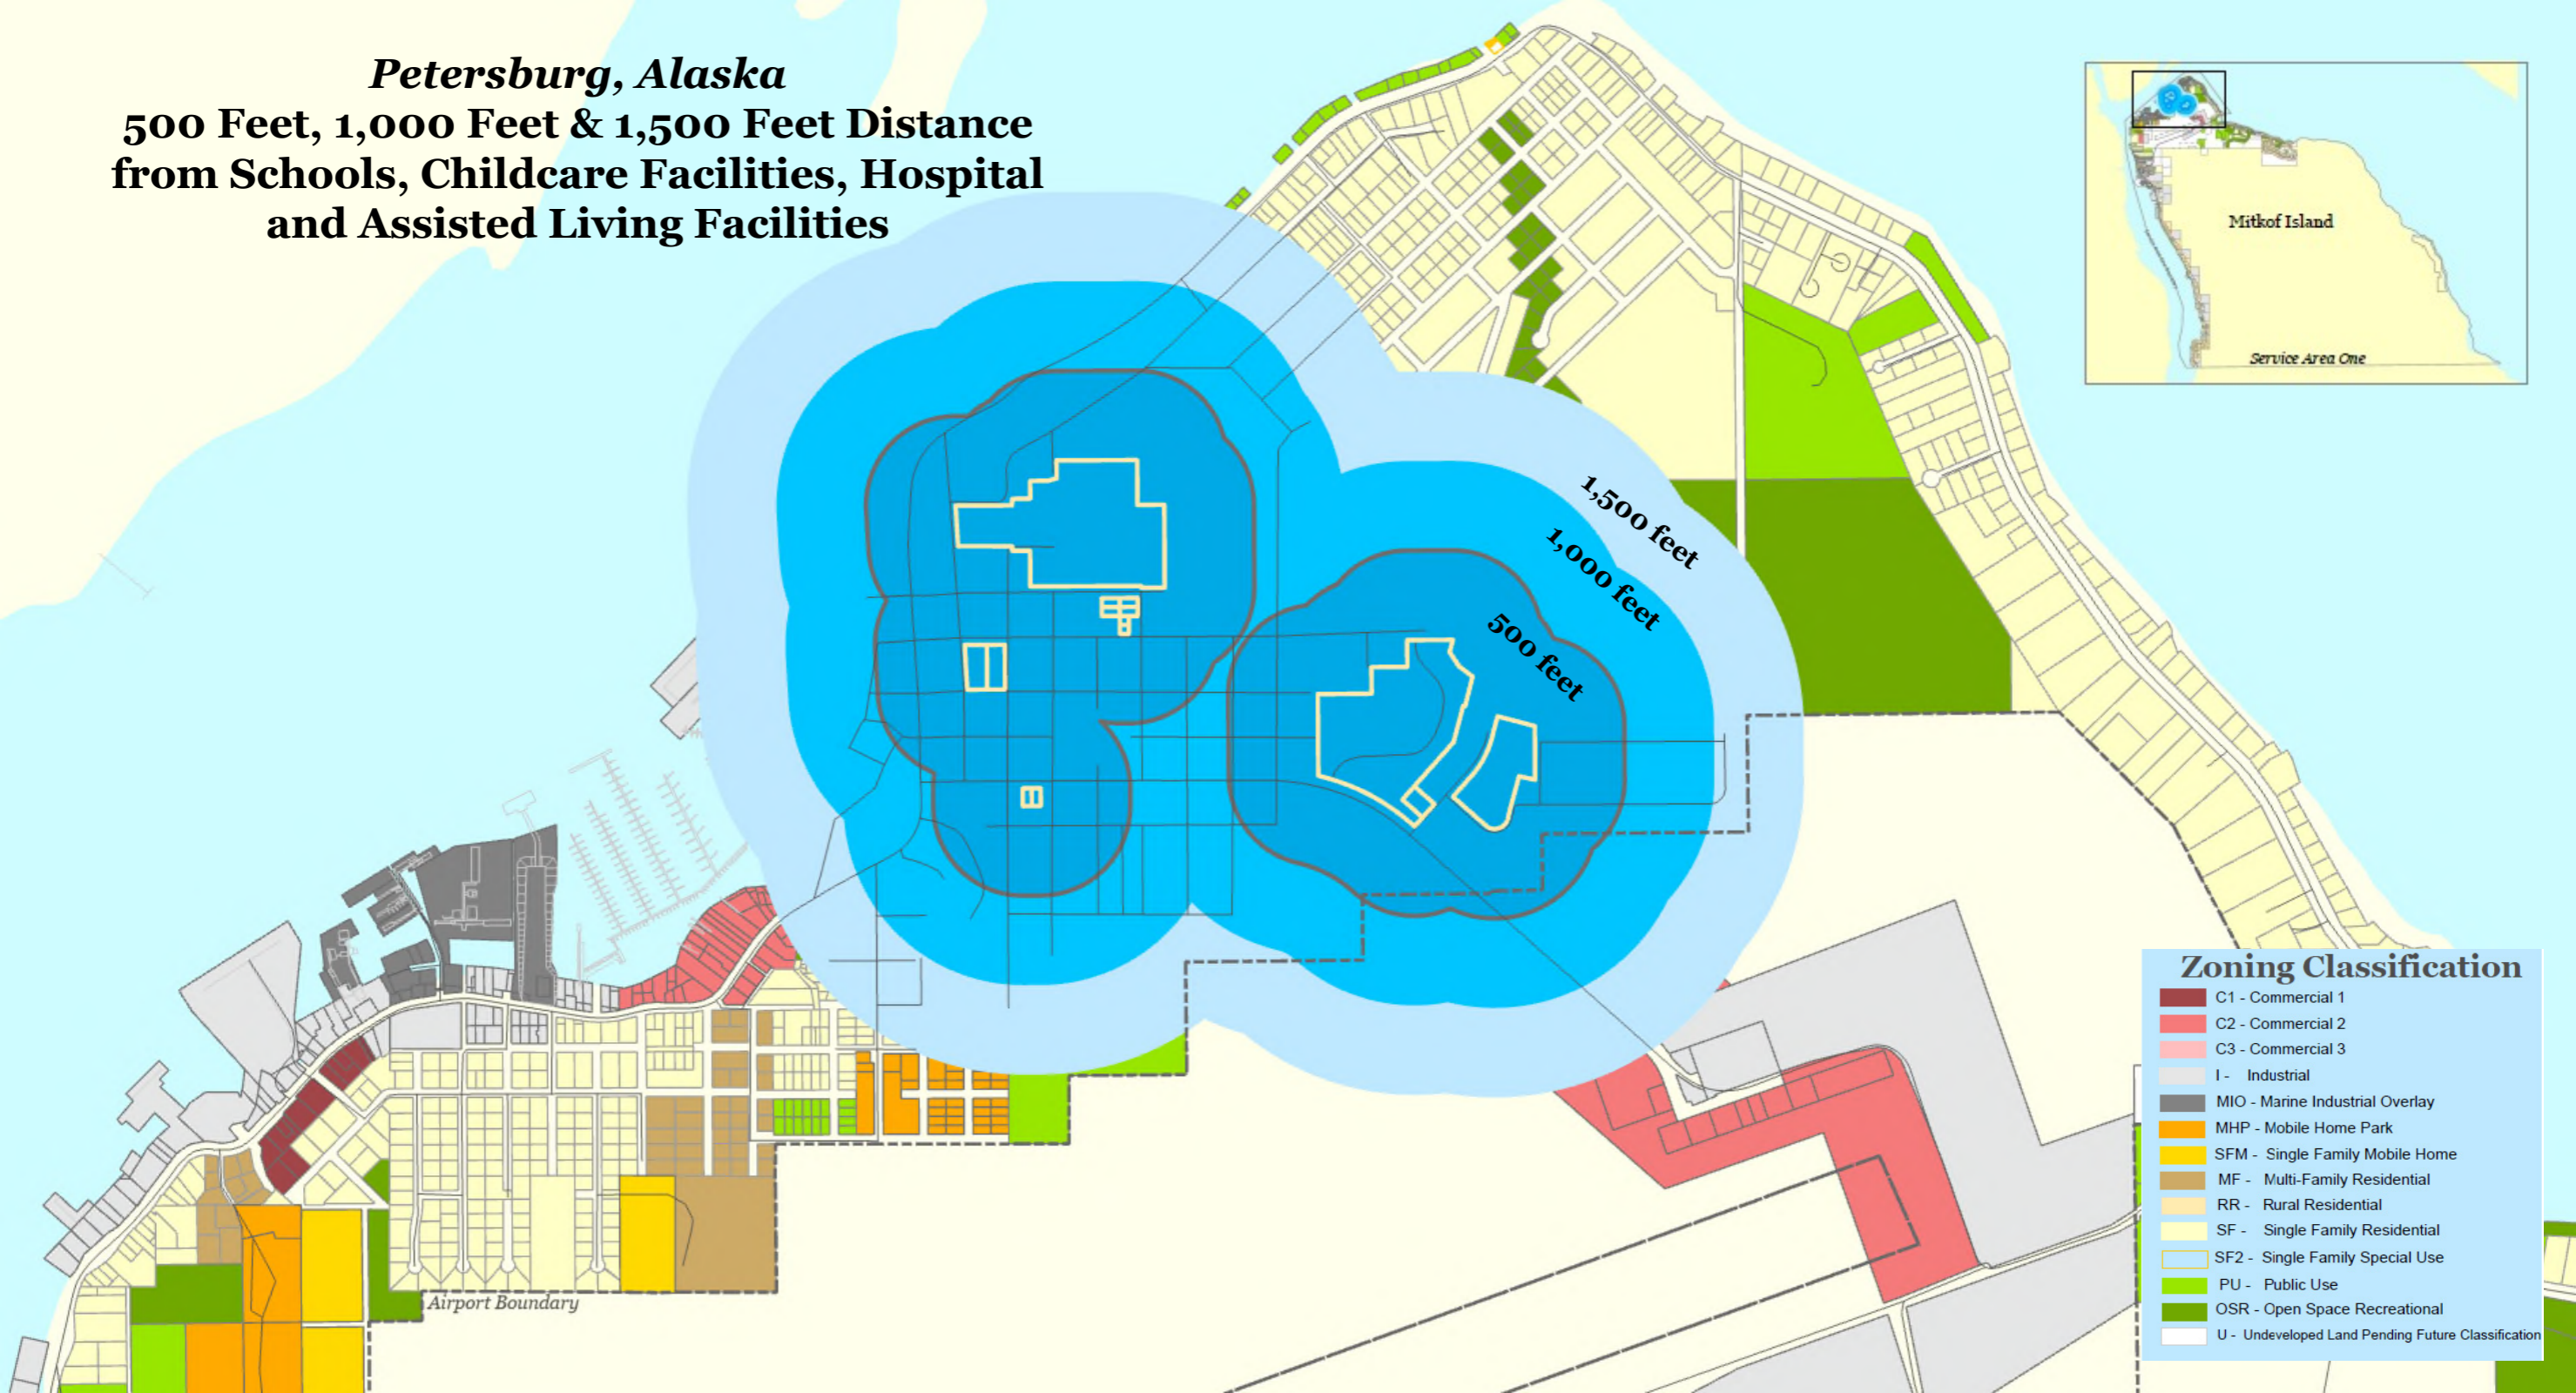 Petersburg, Alaska
500 Feet, 1,000 Feet & 1,500 Feet Distance
from Schools, Childcare Facilities, Hospital
and Assisted Living Facilities
Mitkof Island
Service Area One
1,500 feet
1,000 feet
500 feet
Airport Boundary
Zoning Classification
C1 - Commercial 1
C2 - Commercial 2
C3 - Commercial 3
I - Industrial
MIO - Marine Industrial Overlay
MHP - Mobile Home Park
SFM - Single Family Mobile Home
MF - Multi-Family Residential
RR - Rural Residential
SF - Single Family Residential
SF2 - Single Family Special Use
PU - Public Use
OSR - Open Space Recreational
U - Undeveloped Land Pending Future Classification